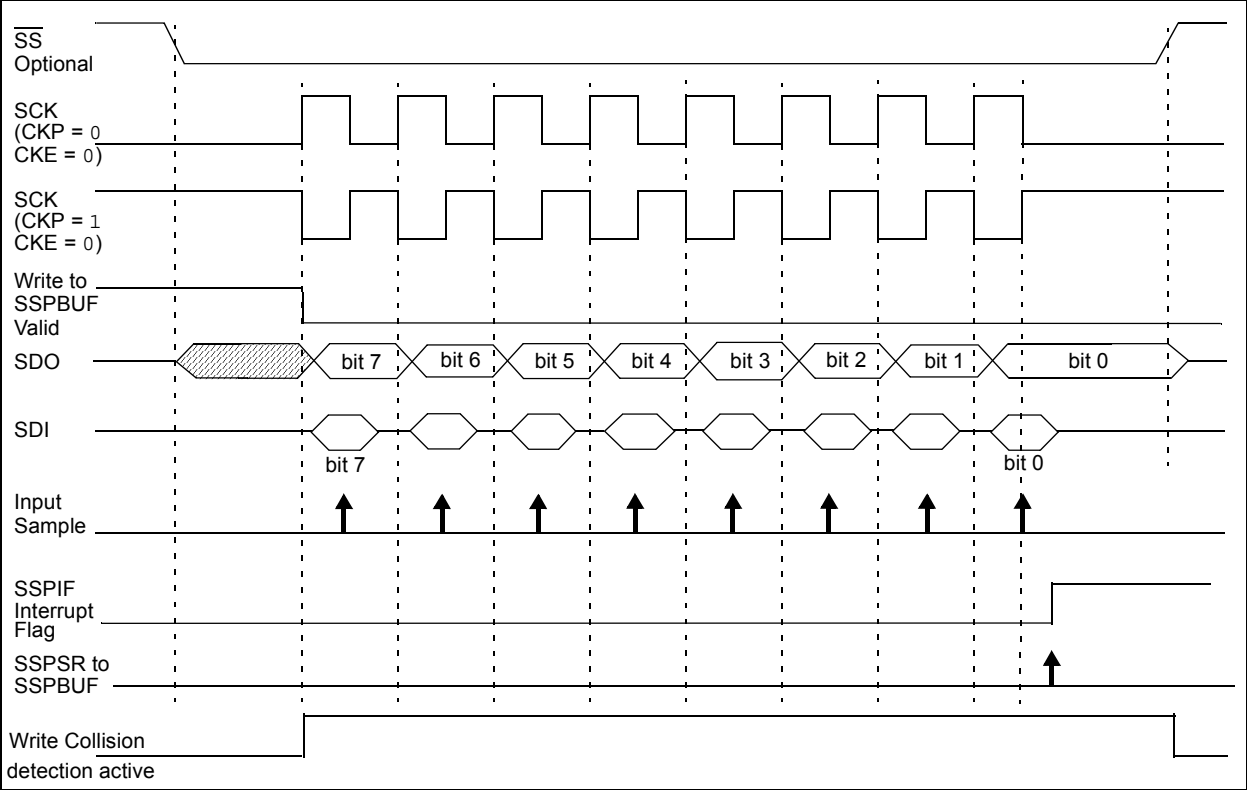 SS
Optional
SCK
(CKP = 0
CKE = 0)
SCK
(CKP = 1
CKE = 0)
Write to
SSPBUF
Valid
SDO
bit 7
bit 6
bit 5
bit 4
bit 3
bit 2
bit 1
bit 0
SDI
bit 7
bit 0
Input
Sample
SSPIF
Interrupt
Flag
SSPSR to
SSPBUF
Write Collision
detection active